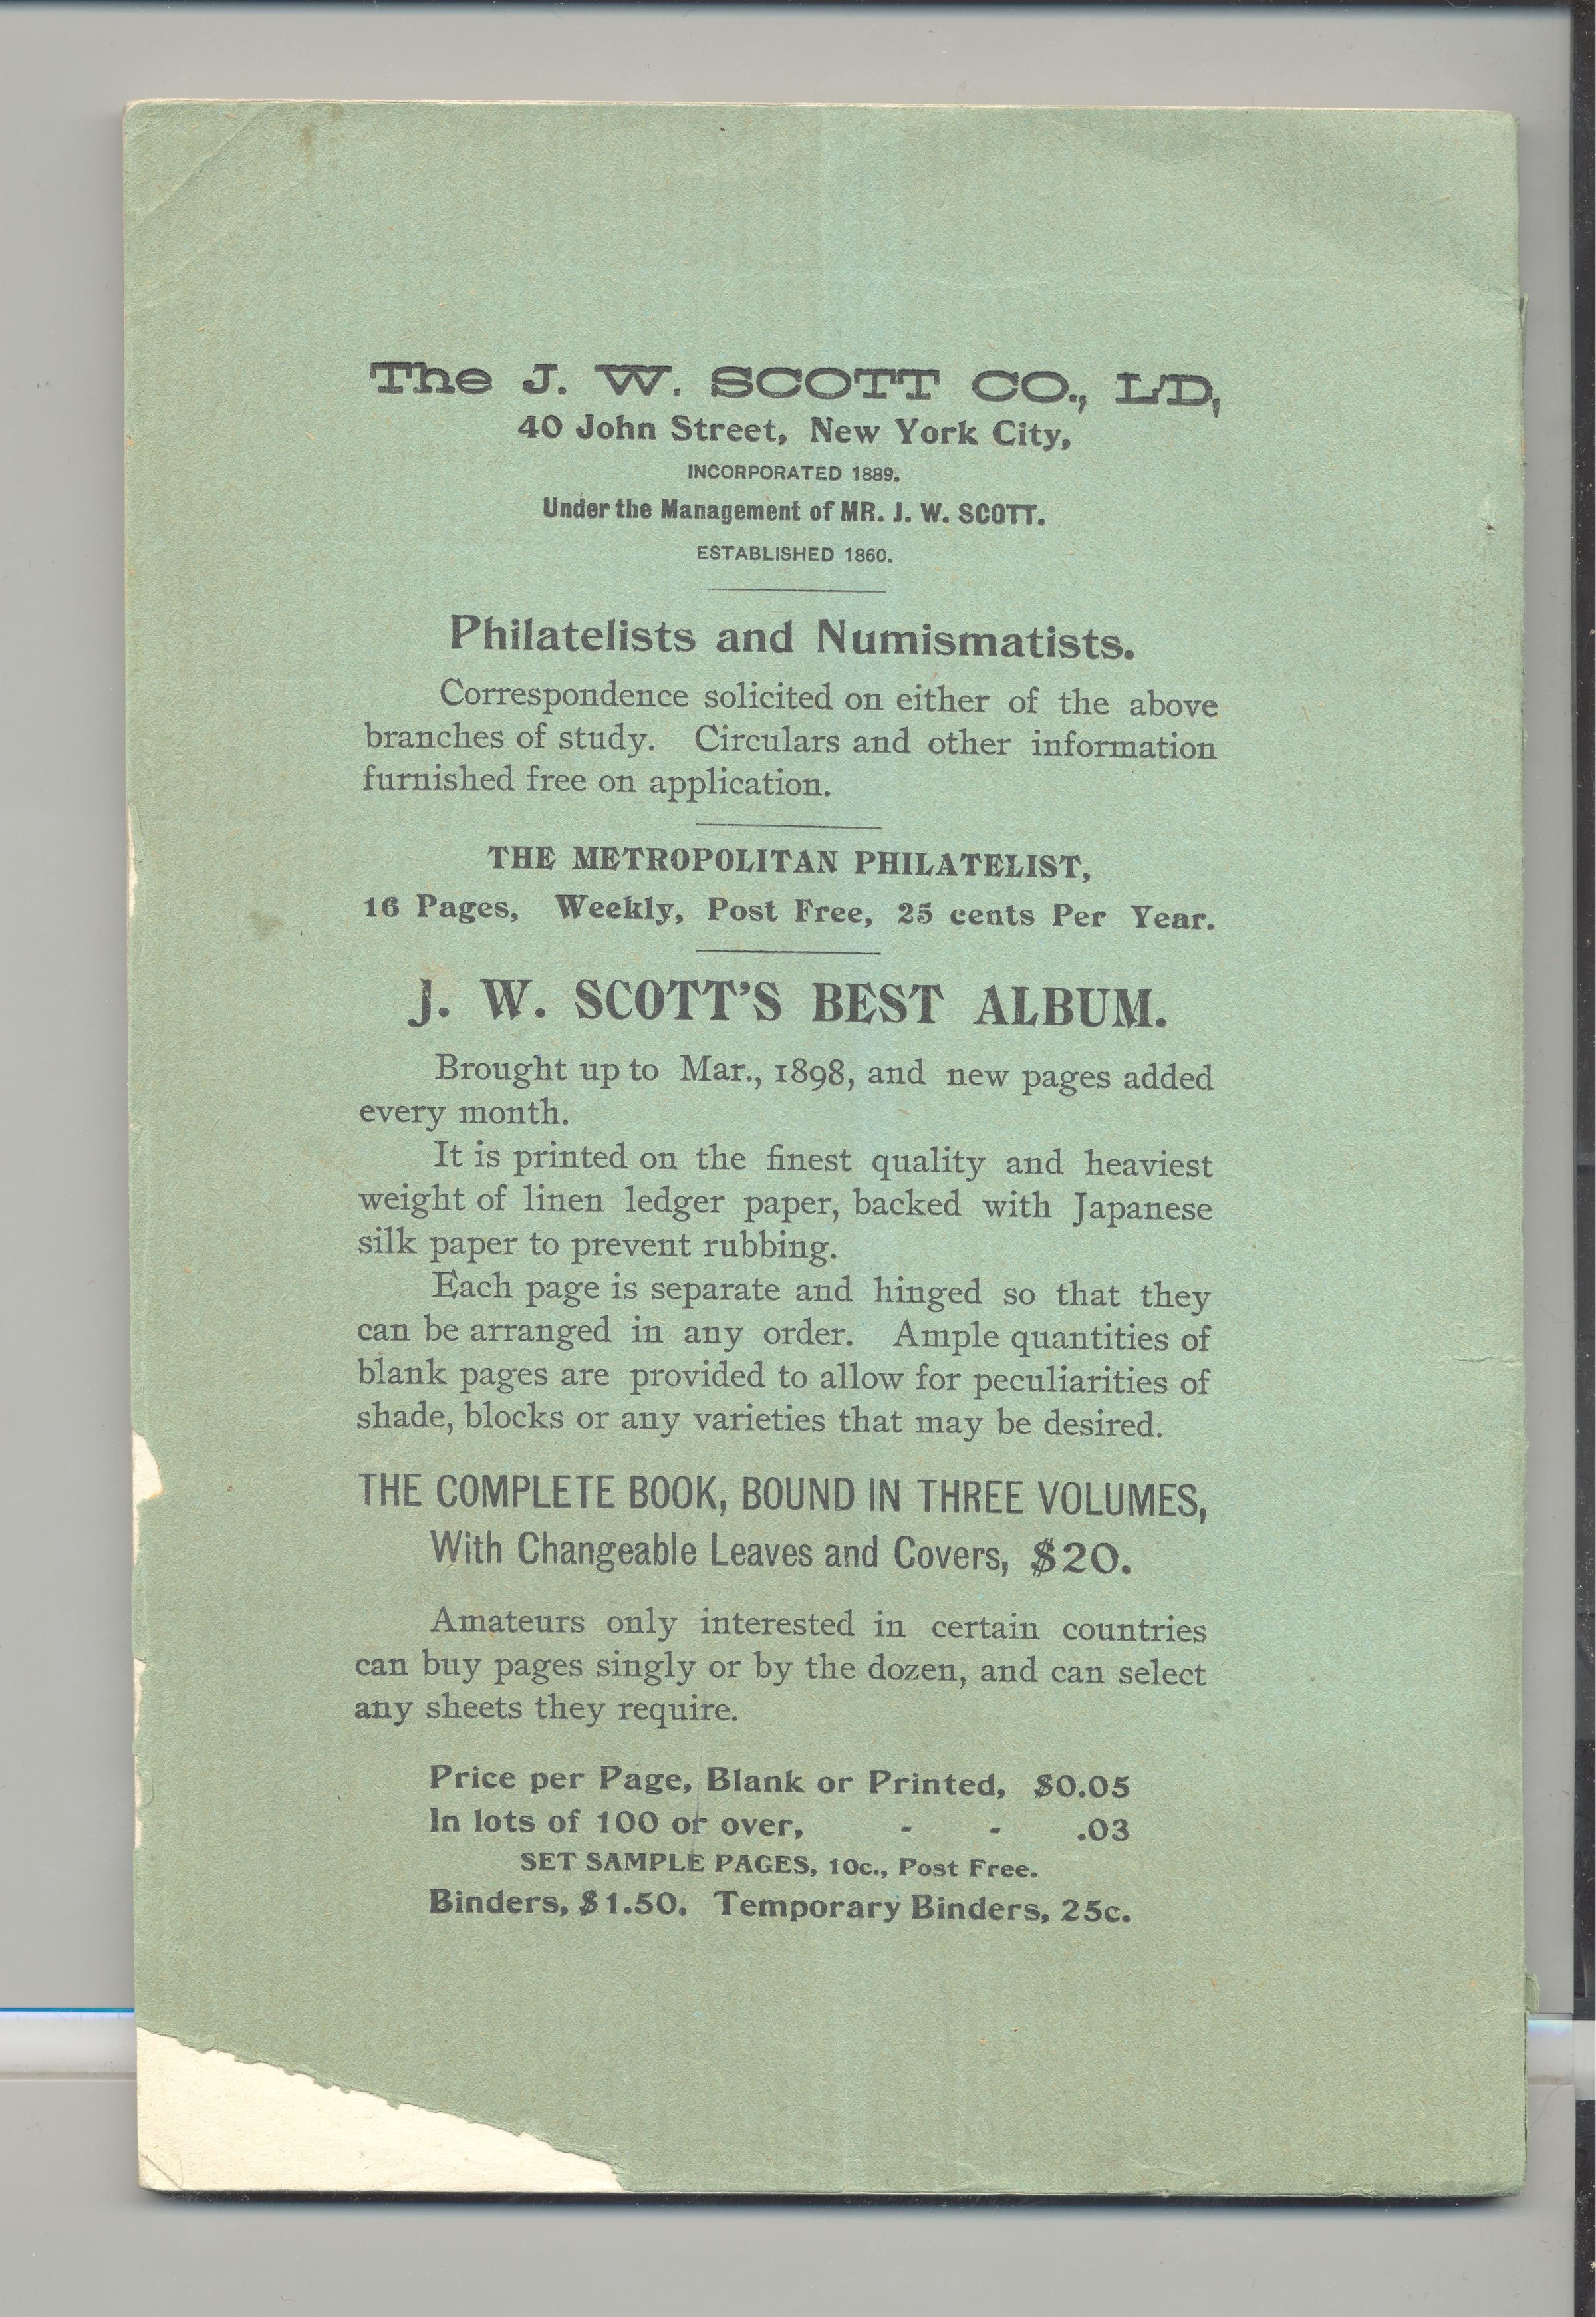 The J. W. SCOTT CO., L'D,
40 John Street, New York City,
INCORPORATED 1889.
Under the Management of MR. J. W. SCOTT.
ESTABLISHED 1860.
Philatelists and Numismatists.
Correspondence solicited on either of the above
branches of study. Circulars and other information
furnished free on application.
THE METROPOLITAN PHILATELIST,
16 Pages, Weekly, Post Free, 25 cents Per Year.
J. W. SCOTT'S BEST ALBUM.
Brought up to Mar., 1898, and new pages added
every month.
It is printed on the finest quality and heaviest
weight of linen ledger paper, backed with Japanese
silk paper to prevent rubbing.
Each page is separate and hinged so that they
can be arranged in any order. Ample quantities of
blank pages are provided to allow for peculiarities of
shade, blocks or any varieties that may be desired.
THE COMPLETE BOOK, BOUND IN THREE VOLUMES,
With Changeable Leaves and Covers, $20.
Amateurs only interested in certain countries
can buy pages singly or by the dozen, and can select
any sheets they require.
Price per Page, Blank or Printed, $0.05
In lots of 100 or over, - - .03
SET SAMPLE PAGES, 10c., Post Free.
Binders, $1.50. Temporary Binders, 25c.